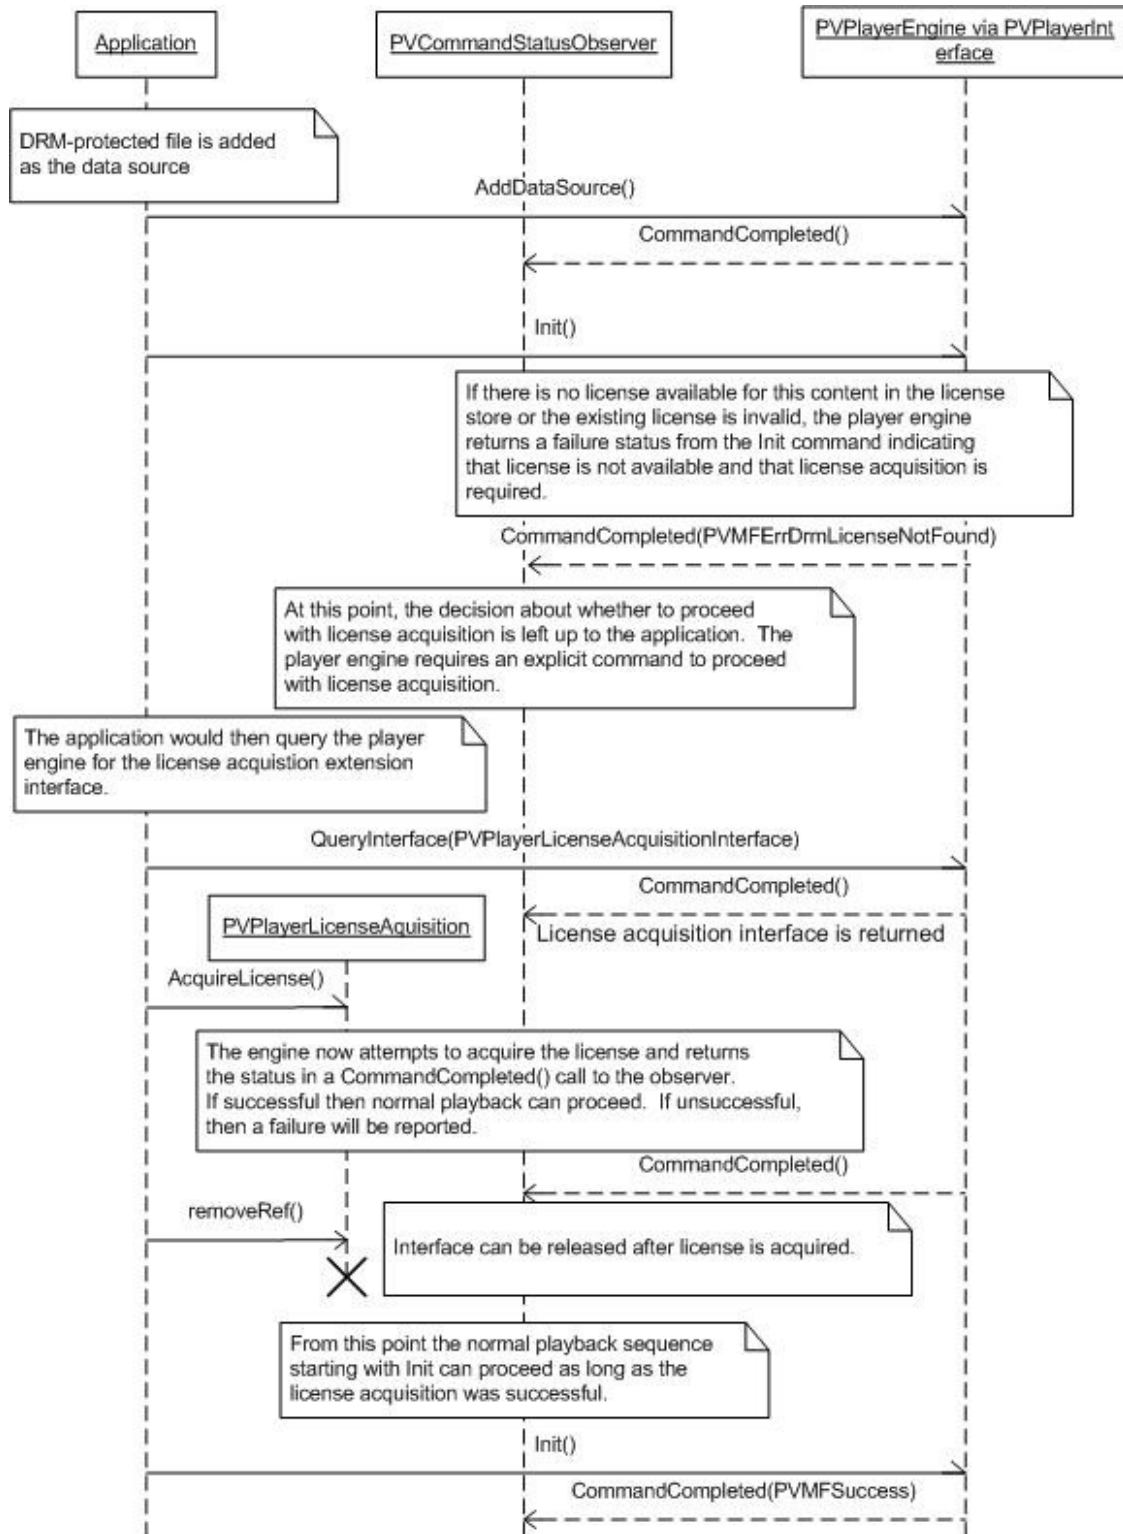 Application
PVCommandStatusObserver
PVPlayerEngine via PVPlayerInt
erface
DRM-protected file is added
as the data source
AddDataSource()
CommandCompleted()
Init()
If there is no license available for this content in the license
store or the existing license is invalid, the player engine
returns a failure status from the Init command indicating
that license is not available and that license acquisition is
required.
CommandCompleted(PVMFErrDrmLicenseNotFound)
At this point, the decision about whether to proceed
with license acquisition is left up to the application.  The
player engine requires an explicit command to proceed
with license acquisition.
The application would then query the player
engine for the license acquistion extension
interface.
QueryInterface(PVPlayerLicenseAcquisitionInterface)
CommandCompleted()
PVPlayerLicenseAquisition
License acquisition interface is returned
AcquireLicense()
The engine now attempts to acquire the license and returns
the status in a CommandCompleted() call to the observer.
If successful then normal playback can proceed.  If unsuccessful,
then a failure will be reported.
CommandCompleted()
removeRef()
Interface can be released after license is acquired.
From this point the normal playback sequence
starting with Init can proceed as long as the
license acquisition was successful.
Init()
CommandCompleted(PVMFSuccess)